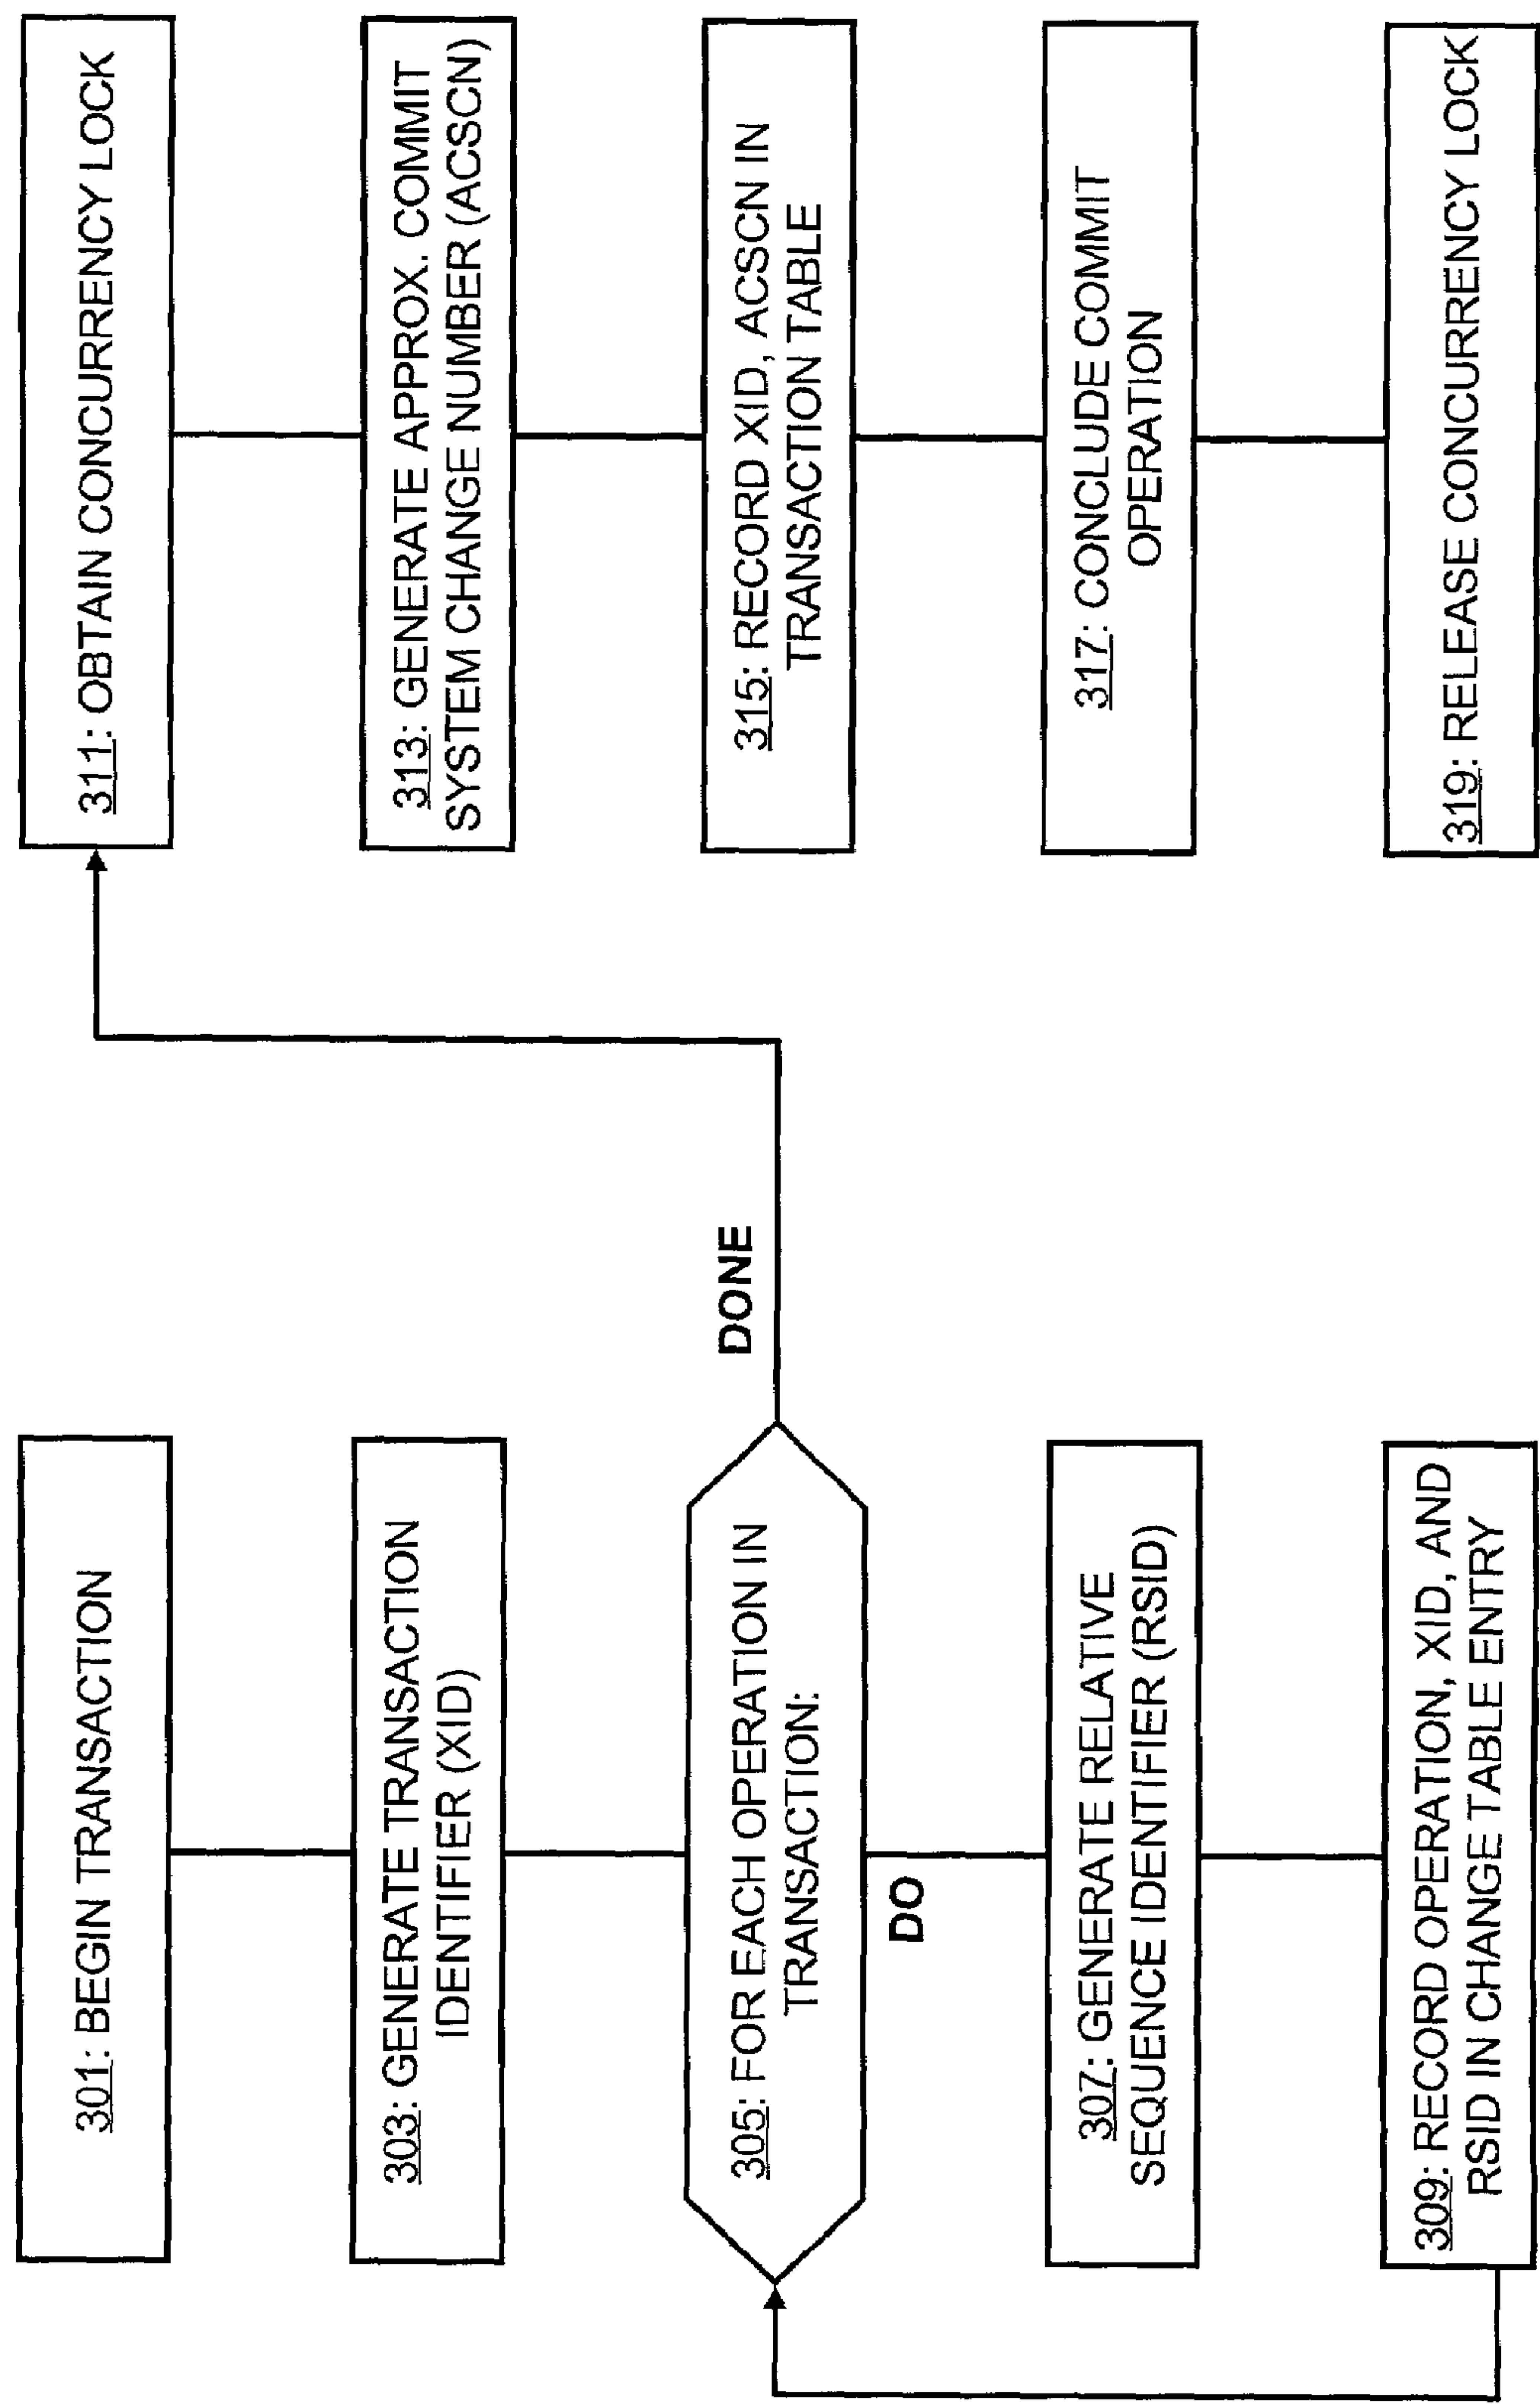 301: BEGIN TRANSACTION
303: GENERATE TRANSACTION
IDENTIFIER (XID)
305: FOR EACH OPERATION IN
TRANSACTION:
DO
DONE
307: GENERATE RELATIVE
SEQUENCE IDENTIFIER (RSID)
309: RECORD OPERATION, XID, AND
RSID IN CHANGE TABLE ENTRY
311: OBTAIN CONCURRENCY LOCK
313: GENERATE APPROX. COMMIT
SYSTEM CHANGE NUMBER (ACSCN)
315: RECORD XID, ACSCN IN
TRANSACTION TABLE
317: CONCLUDE COMMIT
OPERATION
319: RELEASE CONCURRENCY LOCK